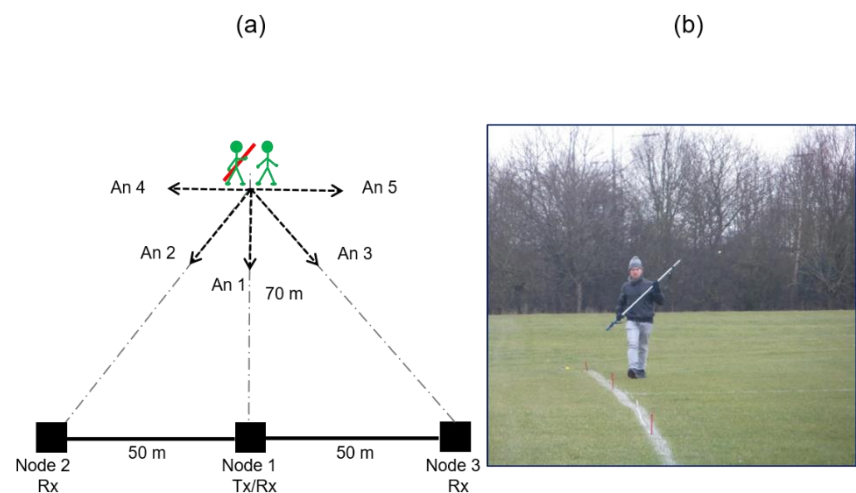 (a)
(b)
An 4
An 5
An 2
An 3
An 1
70 m
50 m
50 m
Node 2
Rx
Node 1
Tx/Rx
Node 3
Rx